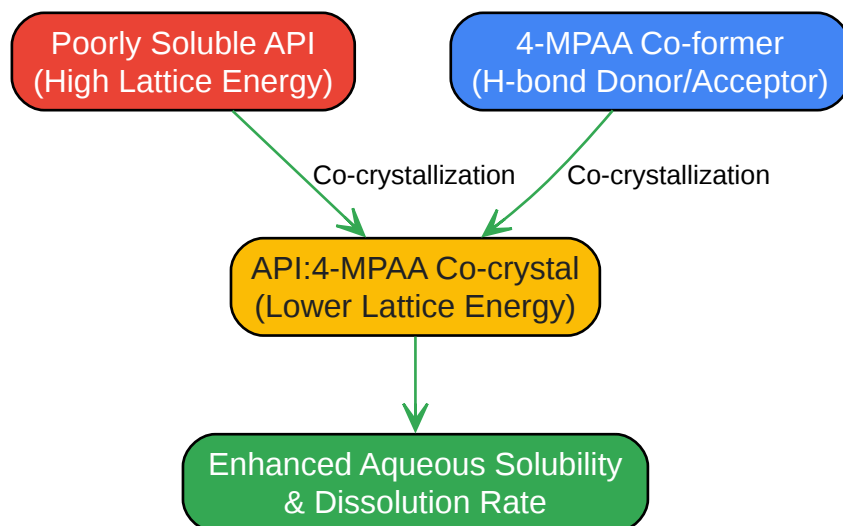 Poorly Soluble API
(High Lattice Energy)
4-MPAA Co-former
(H-bond Donor/Acceptor)
Co-crystallization
Co-crystallization
API:4-MPAA Co-crystal
(Lower Lattice Energy)
Enhanced Aqueous Solubility
& Dissolution Rate